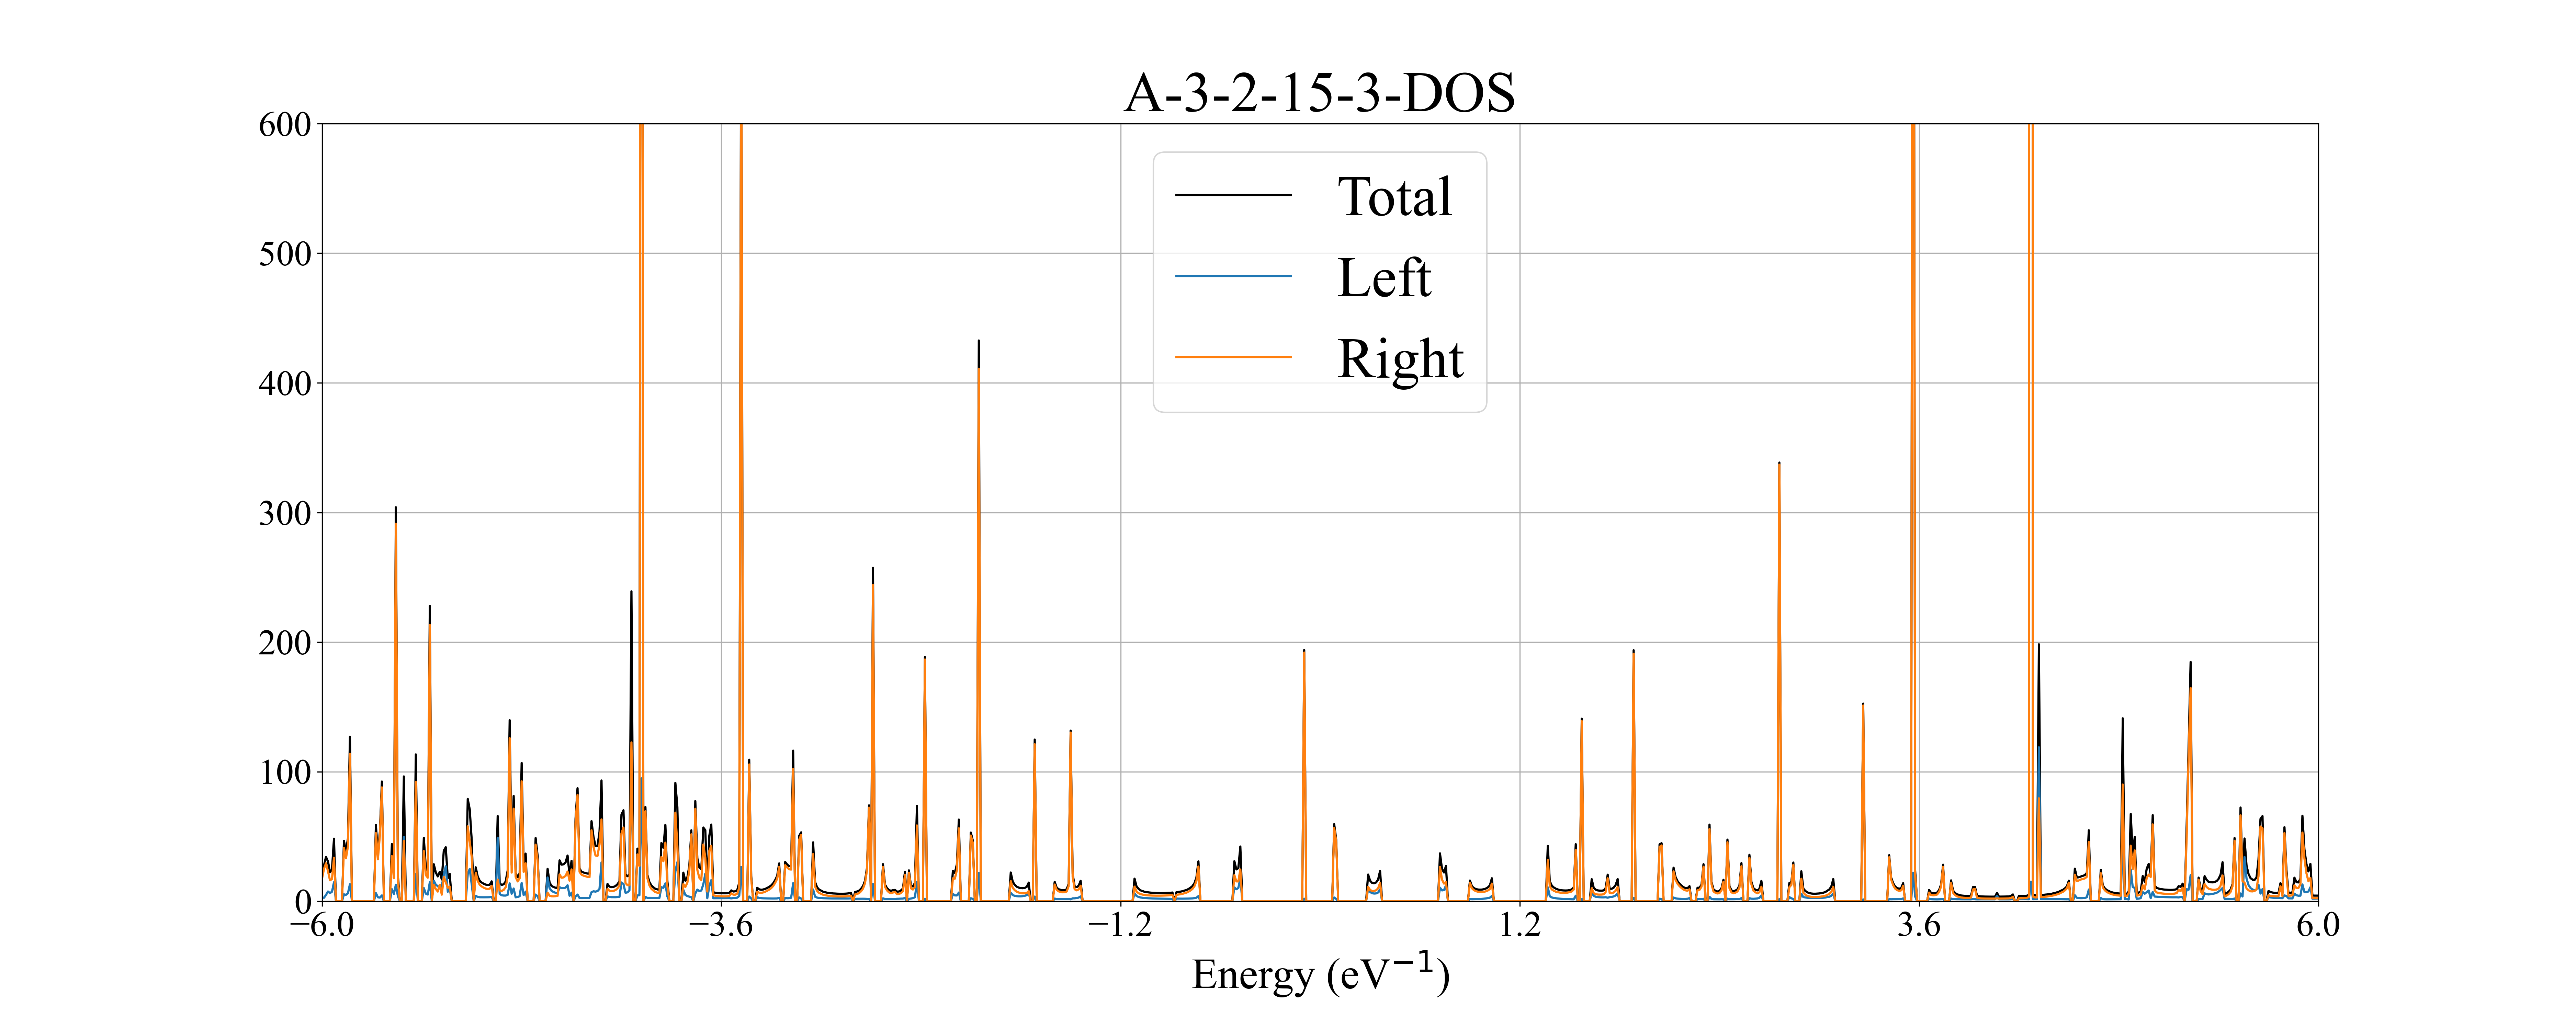 A-3-2-15-3-DOS
600
500
400
300
200
100
0
Total
Left
Right
−6.0 −3.6 −1.2 1.2 3.6 6.0
Energy (eV⁻¹)